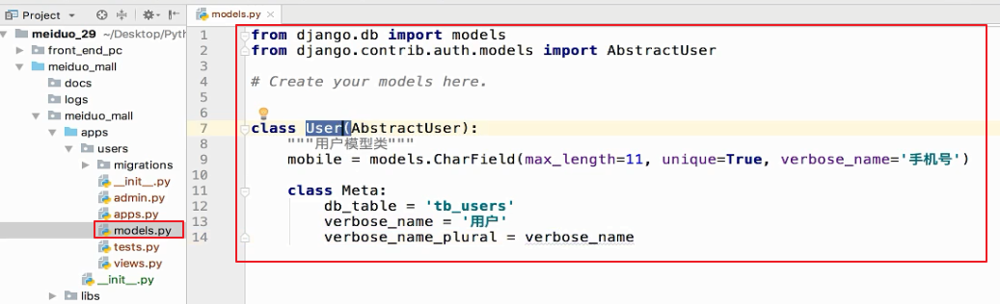 Project
models.py
meiduo_29 ~/Desktop/Pyth
front_end_pc
meiduo_mall
docs
logs
meiduo_mall
apps
users
migrations
__init__.py
admin.py
apps.py
models.py
tests.py
views.py
__init__.py
libs
1 from django.db import models
2 from django.contrib.auth.models import AbstractUser
3
4 # Create your models here.
5
6
7 class User(AbstractUser):
8 """用户模型类"""
9 mobile = models.CharField(max_length=11, unique=True, verbose_name='手机号')
10
11 class Meta:
12 db_table = 'tb_users'
13 verbose_name = '用户'
14 verbose_name_plural = verbose_name